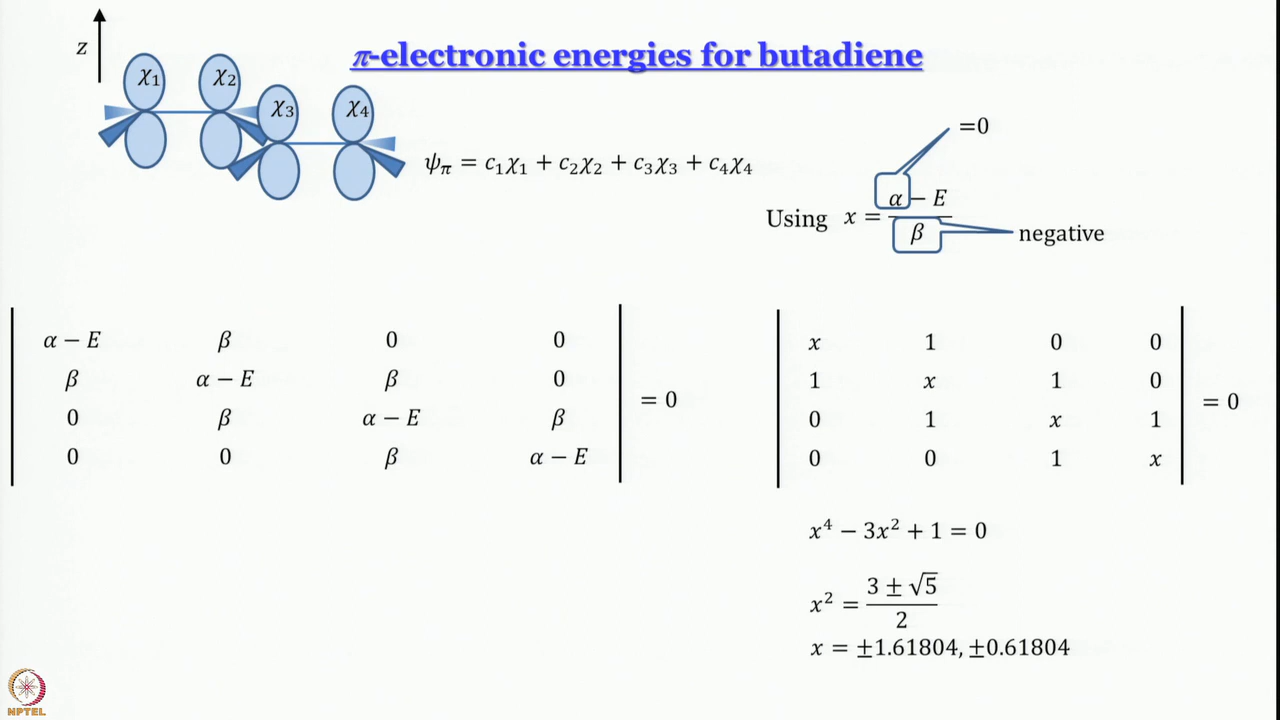 π-electronic energies for butadiene
z
χ₁ χ₂ χ₃ χ₄
ψ_π = c₁χ₁ + c₂χ₂ + c₃χ₃ + c₄χ₄
=0
Using x = (α − E)/β
negative
| α − E β 0 0 |
| β α − E β 0 |
| 0 β α − E β | = 0
| 0 0 β α − E |
| x 1 0 0 |
| 1 x 1 0 |
| 0 1 x 1 | = 0
| 0 0 1 x |
x⁴ − 3x² + 1 = 0
x² = (3 ± √5)/2
x = ±1.61804, ±0.61804
NPTEL